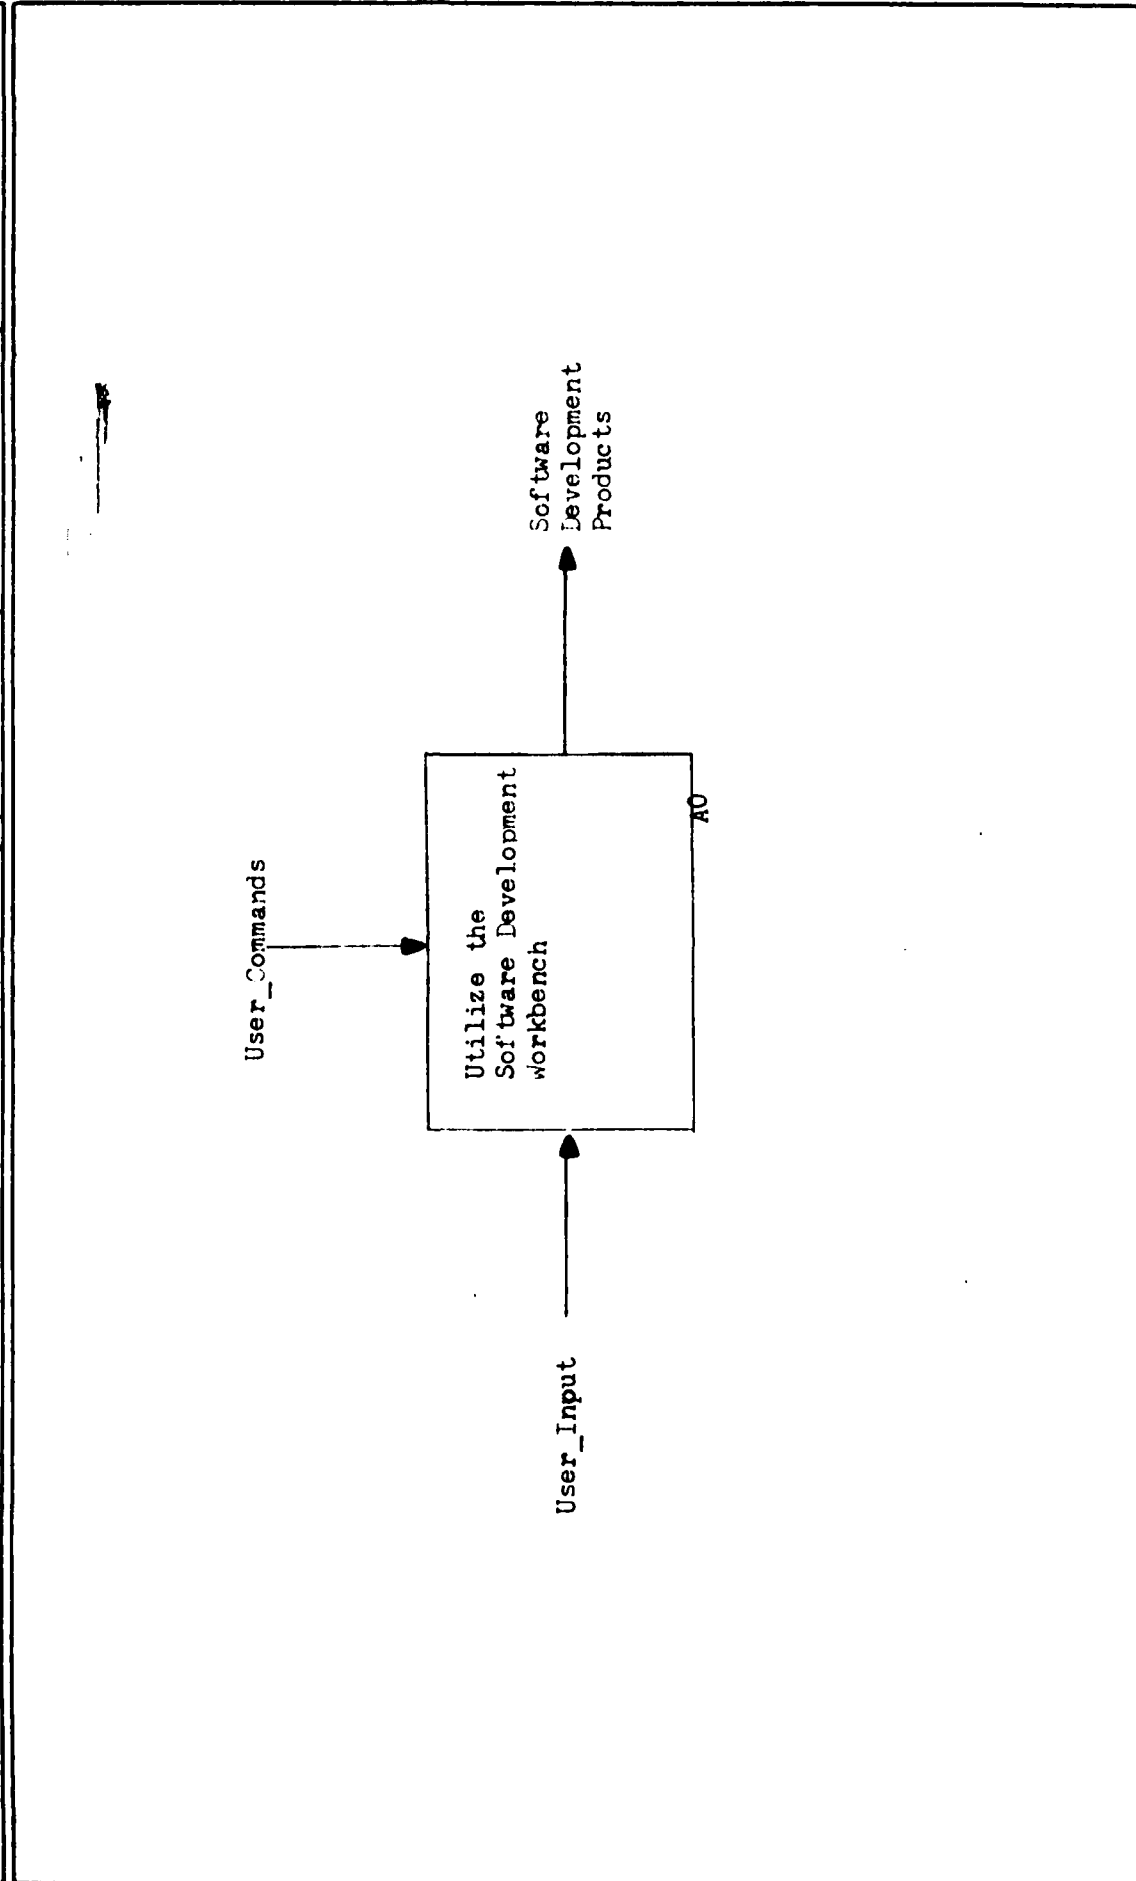 User_Commands
Utilize the
Software Development
Workbench
A0
User_Input
Software
Development
Products